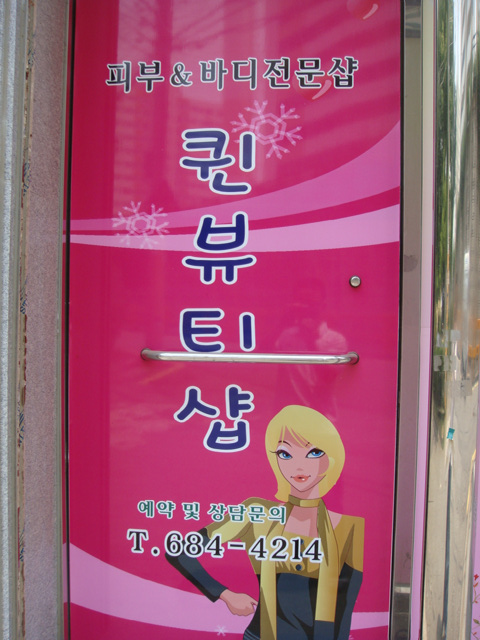 피부&바디전문샵
퀸
뷰
티
샵
예약 및 상담문의
T.684-4214